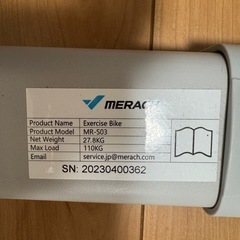 MERACH
Product Name Exercise Bike
Product Model MR-S03
Net Weight 27.8KG
Max Load 110KG
Email service.jp@merach.com
SN: 20230400362